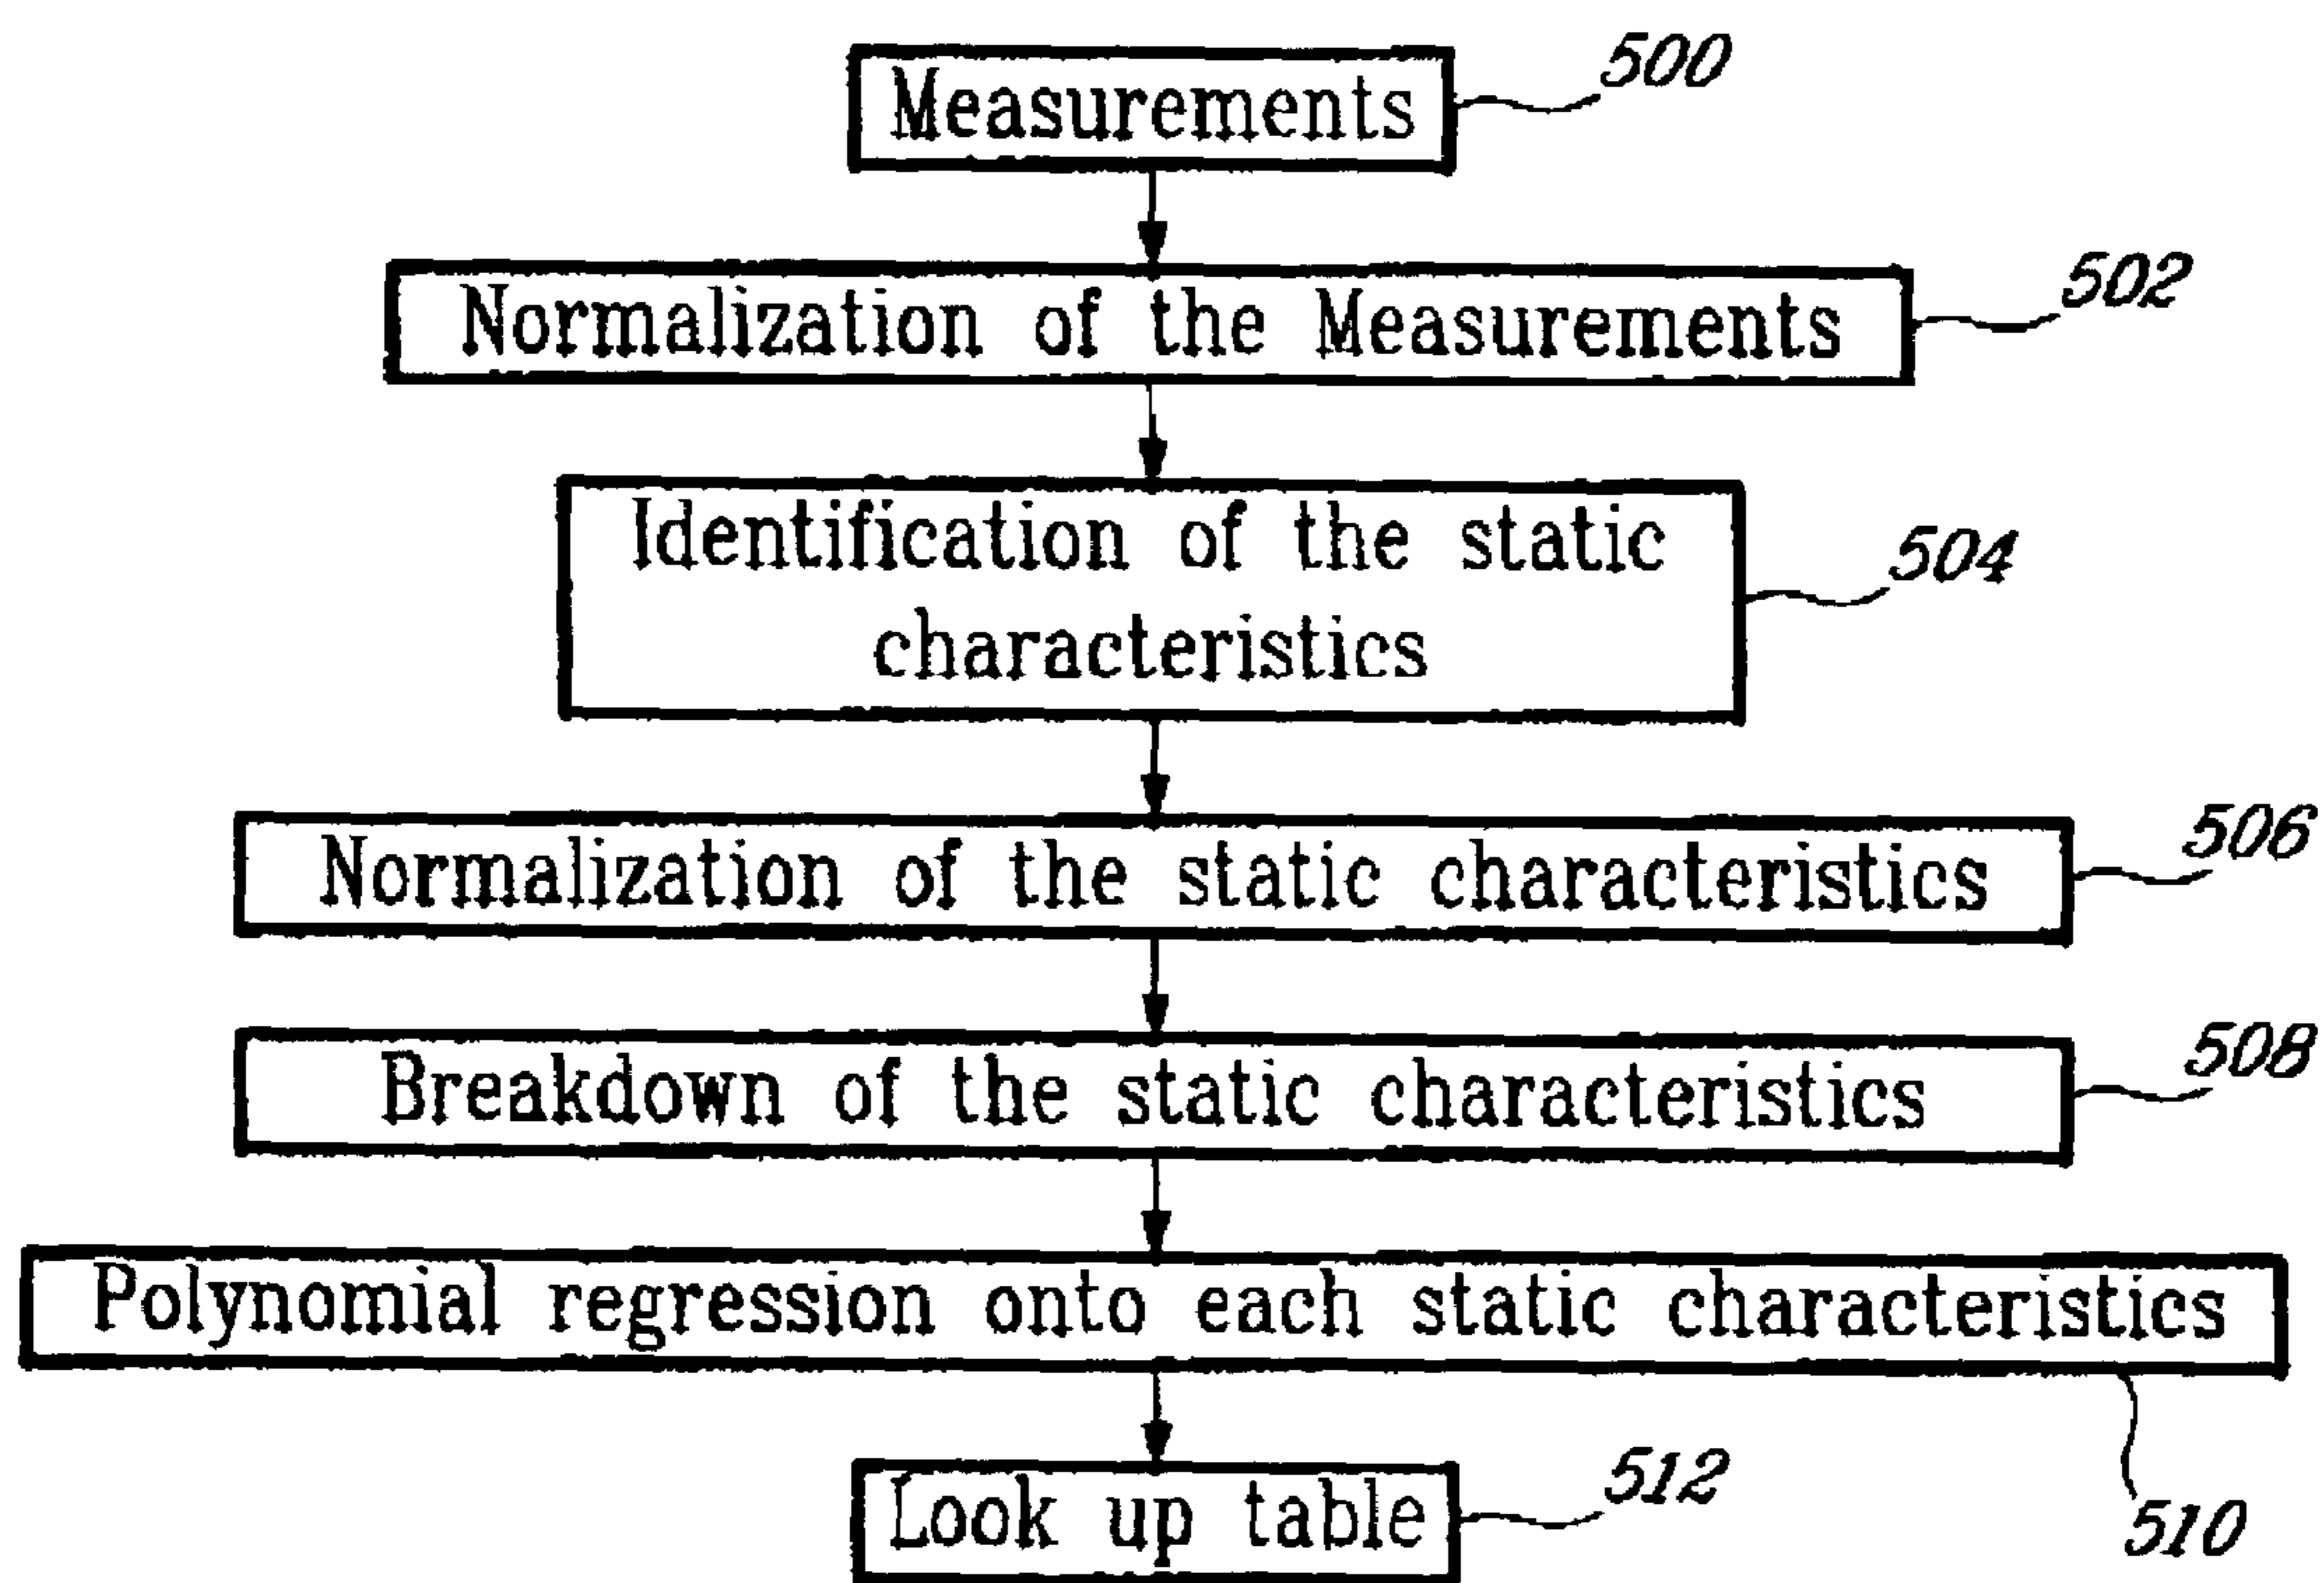 Measurements
500
Normalization of the Measurements
502
Identification of the static
characteristics
504
Normalization of the static characteristics
506
Breakdown of the static characteristics
508
Polynomial regression onto each static characteristics
510
Look up table
512